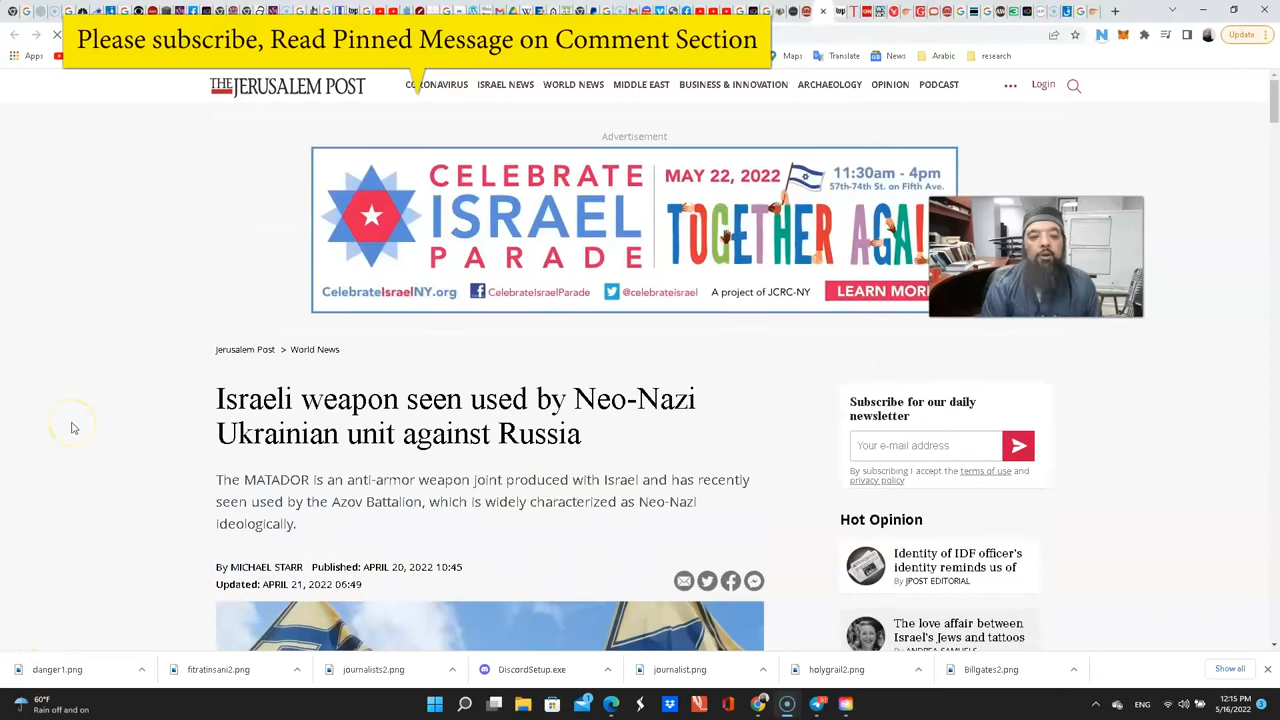 Please subscribe, Read Pinned Message on Comment Section
Update
Apps
Maps
Translate
News
Arabic
research
THE JERUSALEM POST
CORONAVIRUS
ISRAEL NEWS
WORLD NEWS
MIDDLE EAST
BUSINESS & INNOVATION
ARCHAEOLOGY
OPINION
PODCAST
Login
Advertisement
CELEBRATE
ISRAEL
PARADE
MAY 22, 2022
11:30am - 4pm
57th-74th St. on Fifth Ave.
TOGETHER AGAI
CelebrateIsraelNY.org
CelebrateIsraelParade
@celebrateisrael
A project of JCRC-NY
LEARN MOR
Jerusalem Post > World News
Israeli weapon seen used by Neo-Nazi
Ukrainian unit against Russia
The MATADOR is an anti-armor weapon joint produced with Israel and has recently
seen used by the Azov Battalion, which is widely characterized as Neo-Nazi
ideologically.
By MICHAEL STARR Published: APRIL 20, 2022 10:45
Updated: APRIL 21, 2022 06:49
Subscribe for our daily
newsletter
Your e-mail address
By subscribing I accept the terms of use and
privacy policy
Hot Opinion
Identity of IDF officer's
identity reminds us of
By JPOST EDITORIAL
The love affair between
Israel's Jews and tattoos
danger1.png
fitratinsani2.png
journalists2.png
DiscordSetup.exe
journalist.png
holygrail2.png
Billgates2.png
Show all
60°F
Rain off and on
ENG
12:15 PM
5/16/2022